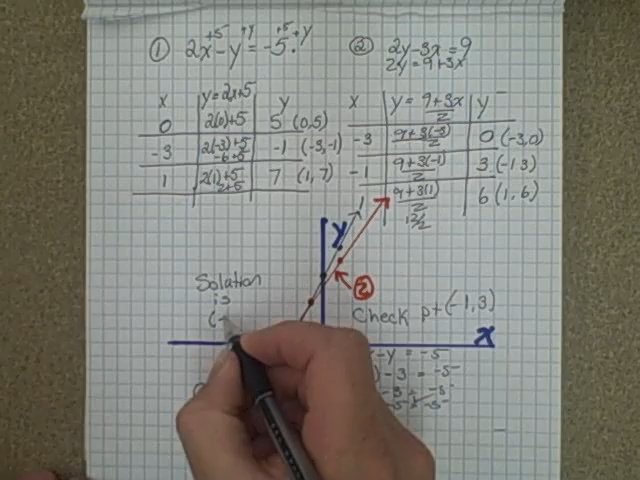 ① 2x - y = -5
+5 +y +5 +y
② 2y - 3x = 9
2y = 9 + 3x
x | y = 2x+5 | y
0 | 2(0)+5 | 5 (0,5)
-3 | 2(-3)+5 | -1 (-3,-1)
-6+5
1 | 2(1)+5 | 7 (1,7)
2+5
x | y = 9+3x/2 | y
-3 | 9+3(-3)/2 | 0 (-3,0)
-1 | 9+3(-1)/2 | 3 (-1,3)
9+3(1)/2 | 6 (1,6)
12/2
1
y
②
Solution
is
(-
Check pt (-1,3)
x
-y = -5
) - 3 = -5
-3 = -5
-5 = -5